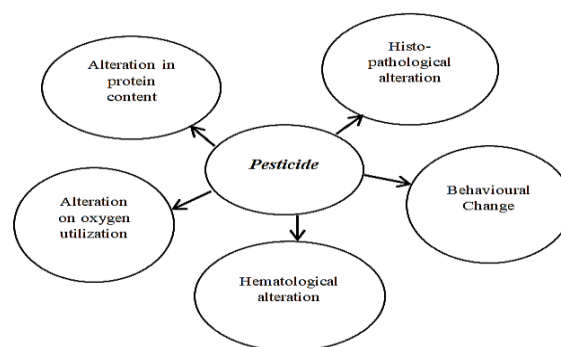 Alteration in
protein
content
Histo-
pathological
alteration
Pesticide
Alteration
on oxygen
utilization
Behavioural
Change
Hematological
alteration